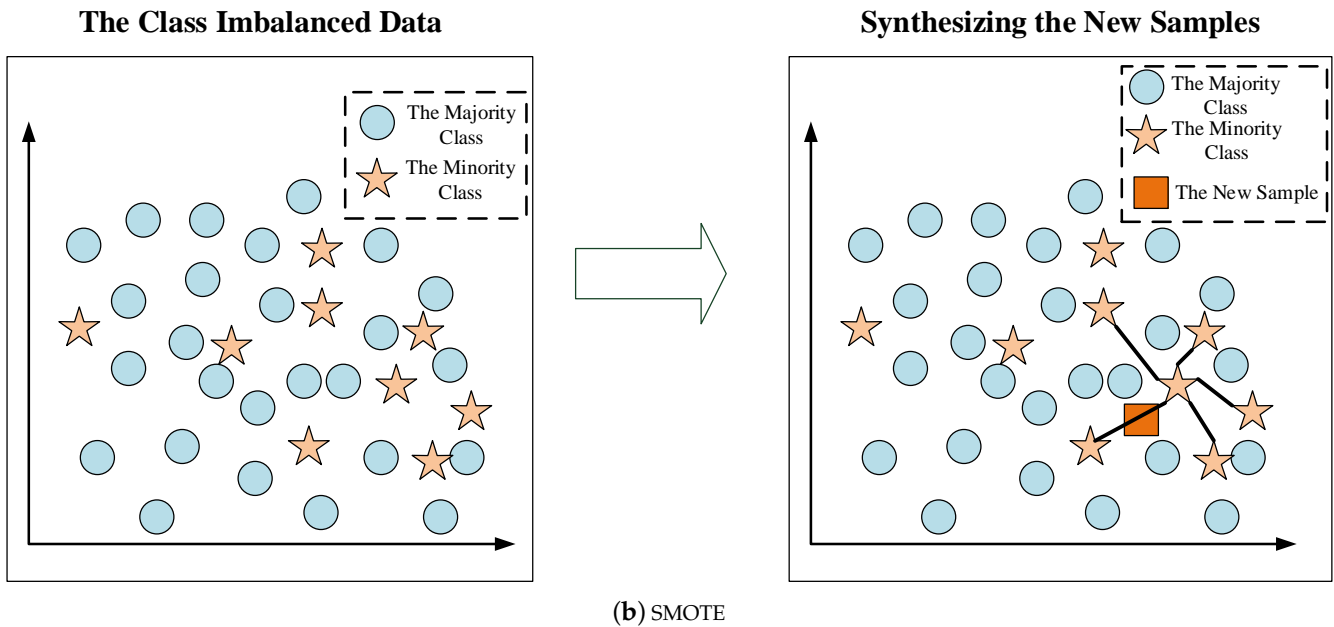 The Class Imbalanced Data
The Majority
Class
The Minority
Class
Synthesizing the New Samples
The Majority
Class
The Minority
Class
The New Sample
(b) SMOTE